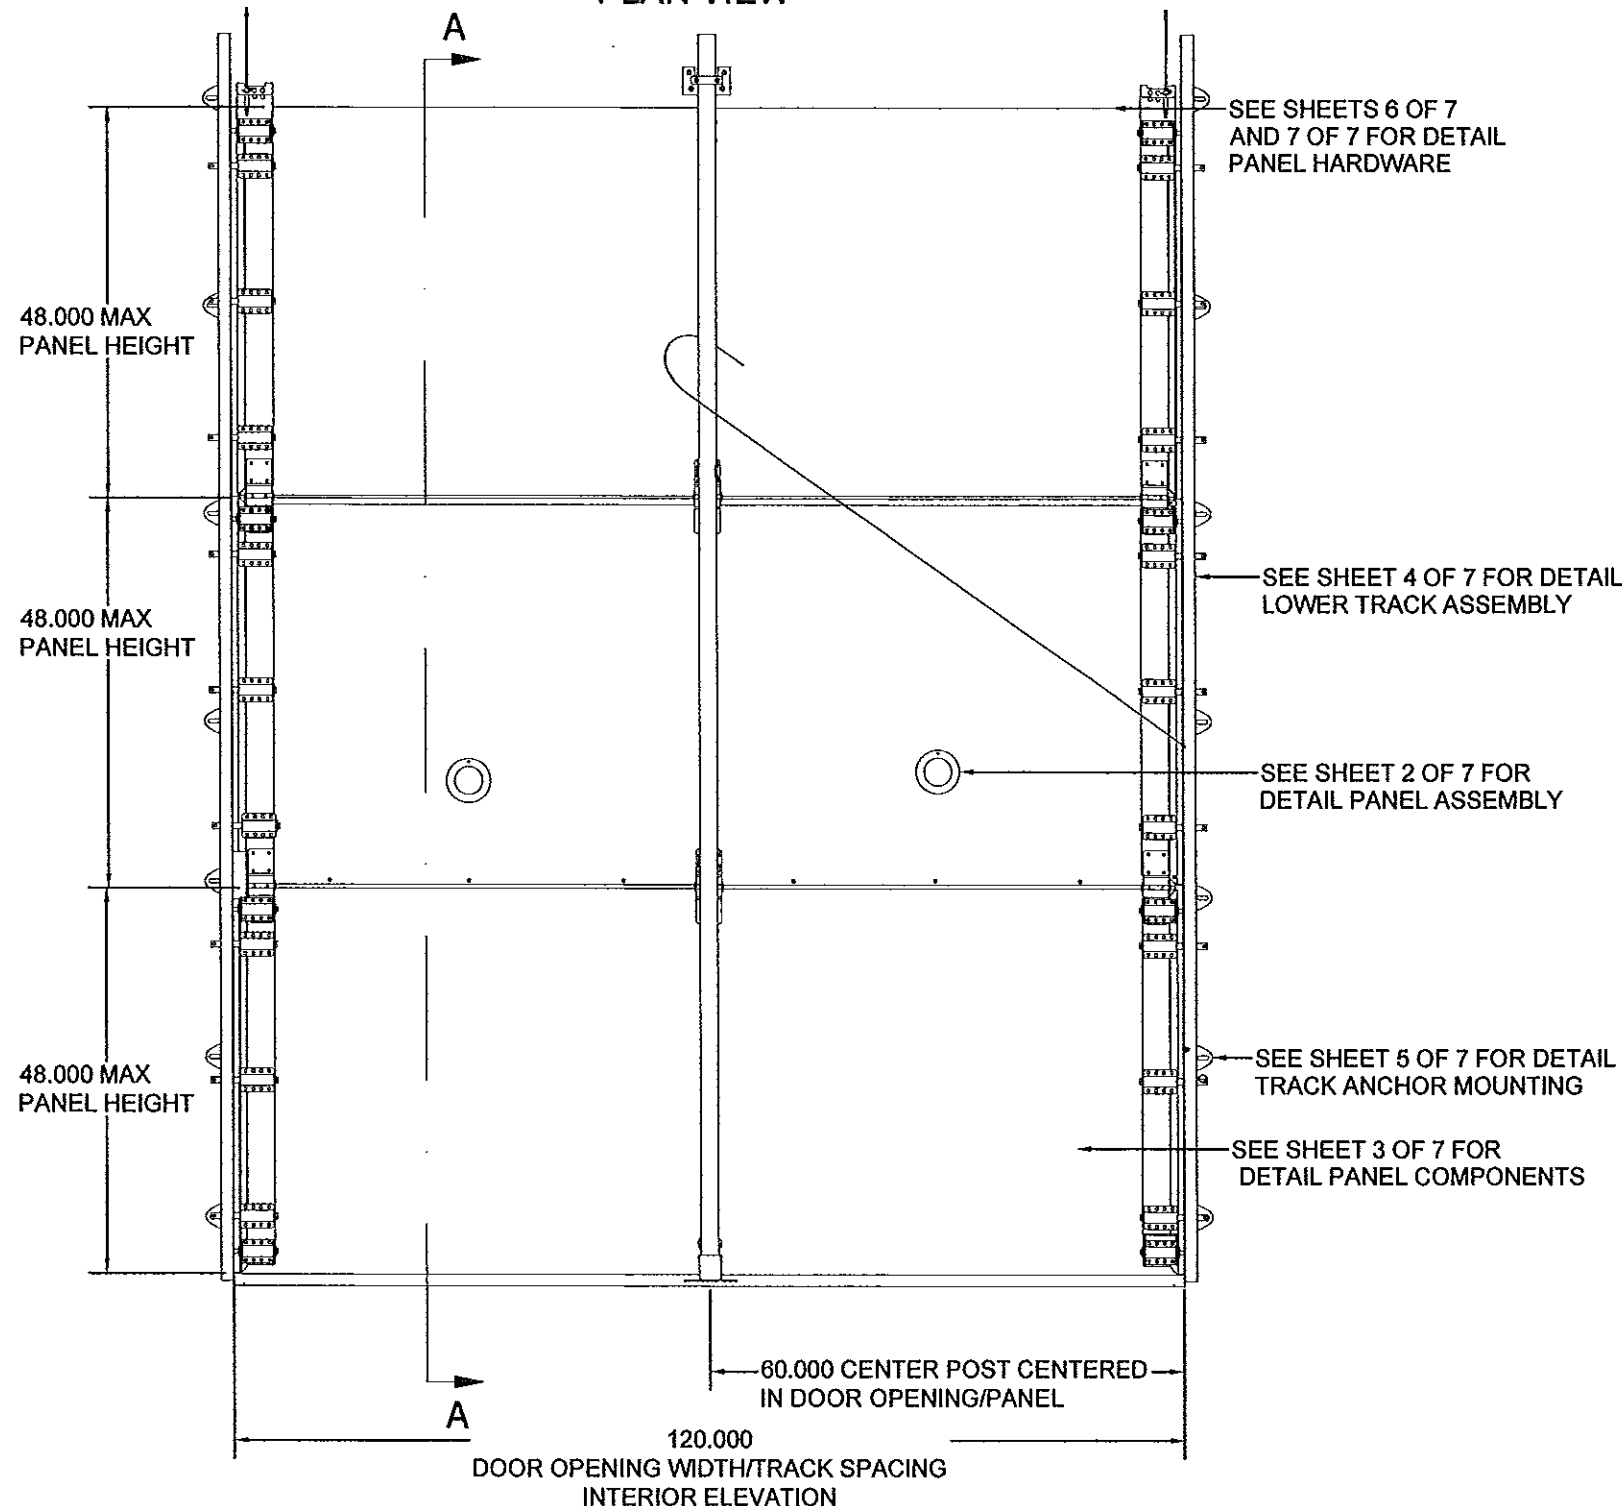 PLAN VIEW
A
SEE SHEETS 6 OF 7
AND 7 OF 7 FOR DETAIL
PANEL HARDWARE
48.000 MAX
PANEL HEIGHT
SEE SHEET 4 OF 7 FOR DETAIL
LOWER TRACK ASSEMBLY
48.000 MAX
PANEL HEIGHT
SEE SHEET 2 OF 7 FOR
DETAIL PANEL ASSEMBLY
48.000 MAX
PANEL HEIGHT
SEE SHEET 5 OF 7 FOR DETAIL
TRACK ANCHOR MOUNTING
SEE SHEET 3 OF 7 FOR
DETAIL PANEL COMPONENTS
60.000 CENTER POST CENTERED
IN DOOR OPENING/PANEL
A
120.000
DOOR OPENING WIDTH/TRACK SPACING
INTERIOR ELEVATION